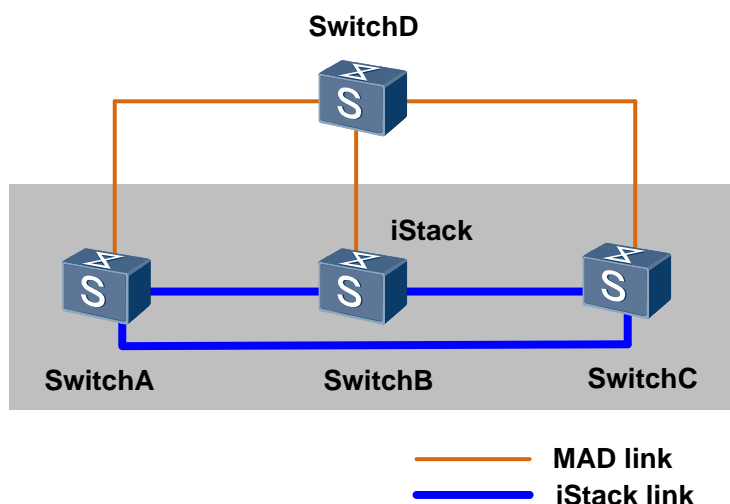 SwitchD
S
iStack
S
S
S
SwitchA
SwitchB
SwitchC
MAD link
iStack link